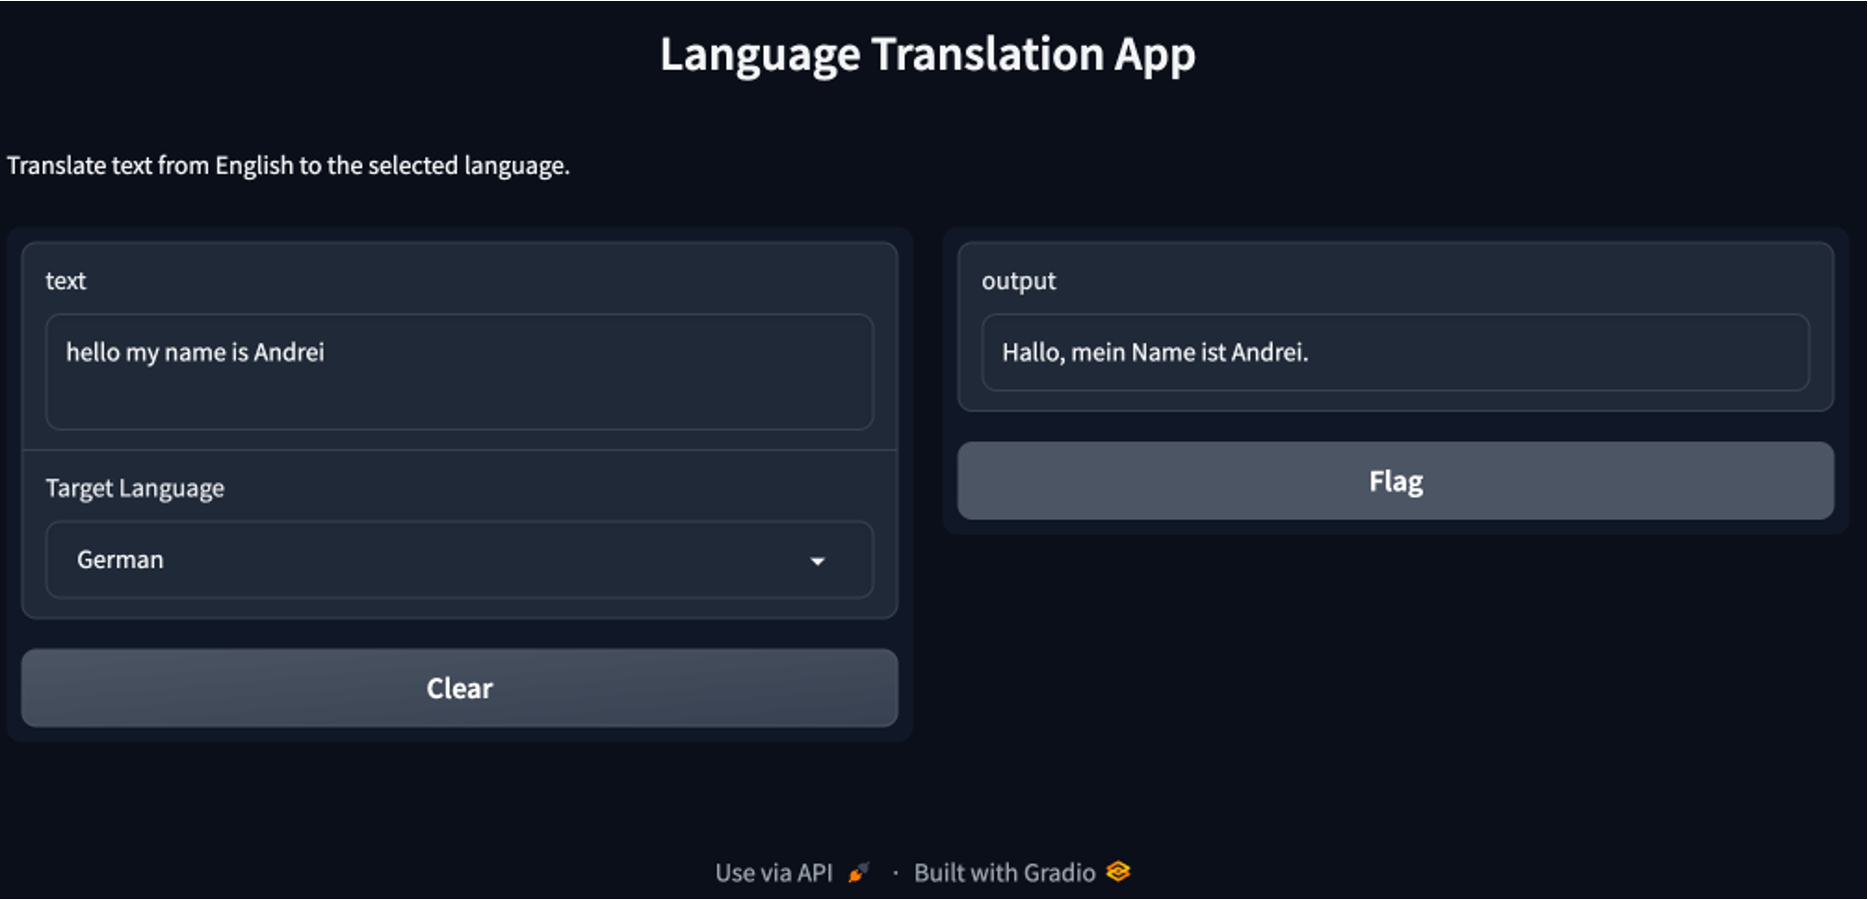 Language Translation App
Translate text from English to the selected language.
text
hello my name is Andrei
Target Language
German
Clear
output
Hallo, mein Name ist Andrei.
Flag
Use via API · Built with Gradio